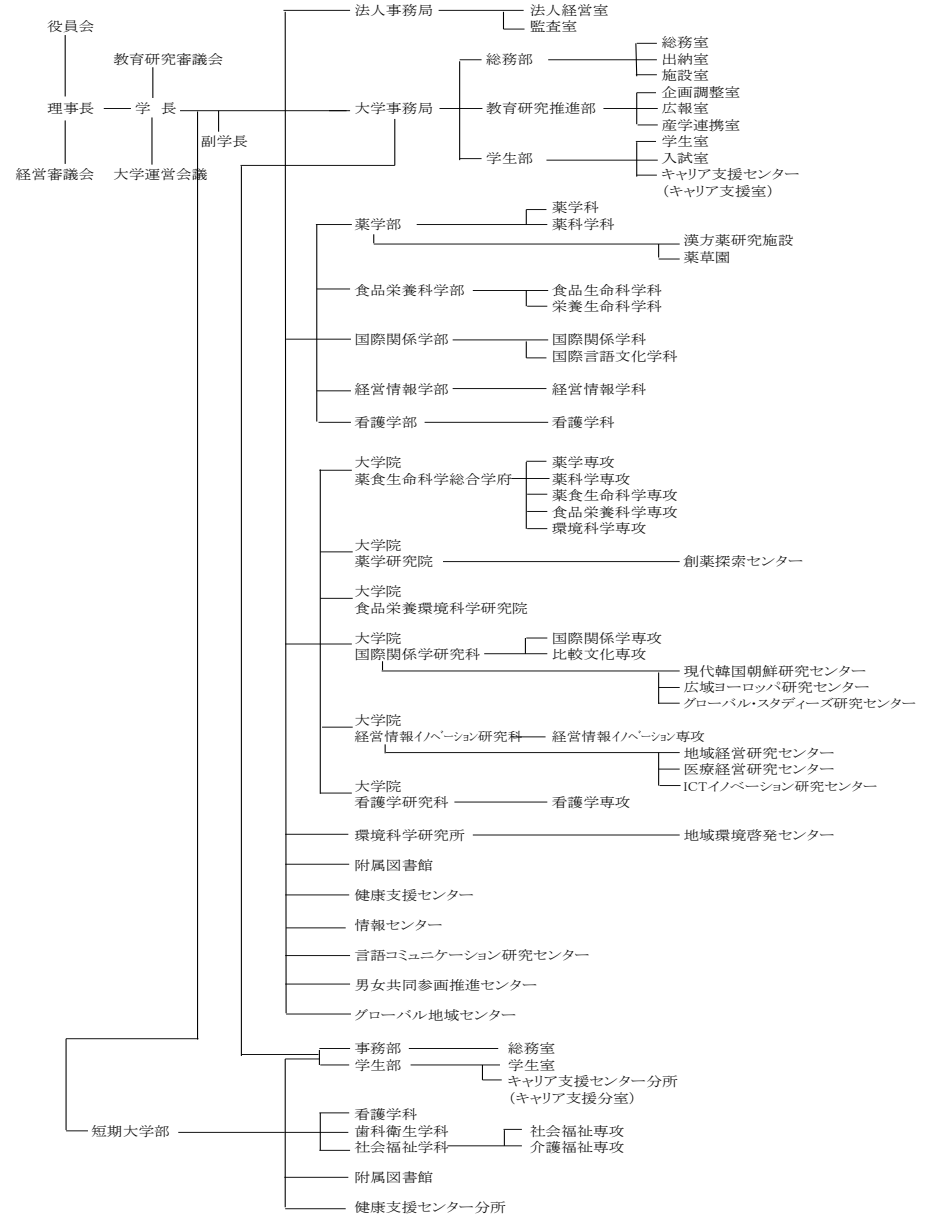 法人事務局 法人経営室
監査室
役員会
教育研究審議会
総務部 総務室
出納室
施設室
理事長 学 長
副学長
経営審議会 大学運営会議
大学事務局 教育研究推進部 企画調整室
広報室
産学連携室
学生部 学生室
入試室
キャリア支援センター
(キャリア支援室)
薬学部 薬学科
薬科学科
漢方薬研究施設
薬草園
食品栄養科学部 食品生命科学科
栄養生命科学科
国際関係学部 国際関係学科
国際言語文化学科
経営情報学部 経営情報学科
看護学部 看護学科
大学院
薬食生命科学総合学府 薬学専攻
薬科学専攻
薬食生命科学専攻
食品栄養科学専攻
環境科学専攻
大学院
薬学研究院 創薬探索センター
大学院
食品栄養環境科学研究院
大学院
国際関係学研究科 国際関係学専攻
比較文化専攻
現代韓国朝鮮研究センター
広域ヨーロッパ研究センター
グローバル・スタディーズ研究センター
大学院
経営情報イノベーション研究科 経営情報イノベーション専攻
地域経営研究センター
医療経営研究センター
ICTイノベーション研究センター
大学院
看護学研究科 看護学専攻
環境科学研究所 地域環境啓発センター
附属図書館
健康支援センター
情報センター
言語コミュニケーション研究センター
男女共同参画推進センター
グローバル地域センター
事務部 総務室
学生部 学生室
キャリア支援センター分所
(キャリア支援分室)
短期大学部
看護学科
歯科衛生学科
社会福祉学科 社会福祉専攻
介護福祉専攻
附属図書館
健康支援センター分所